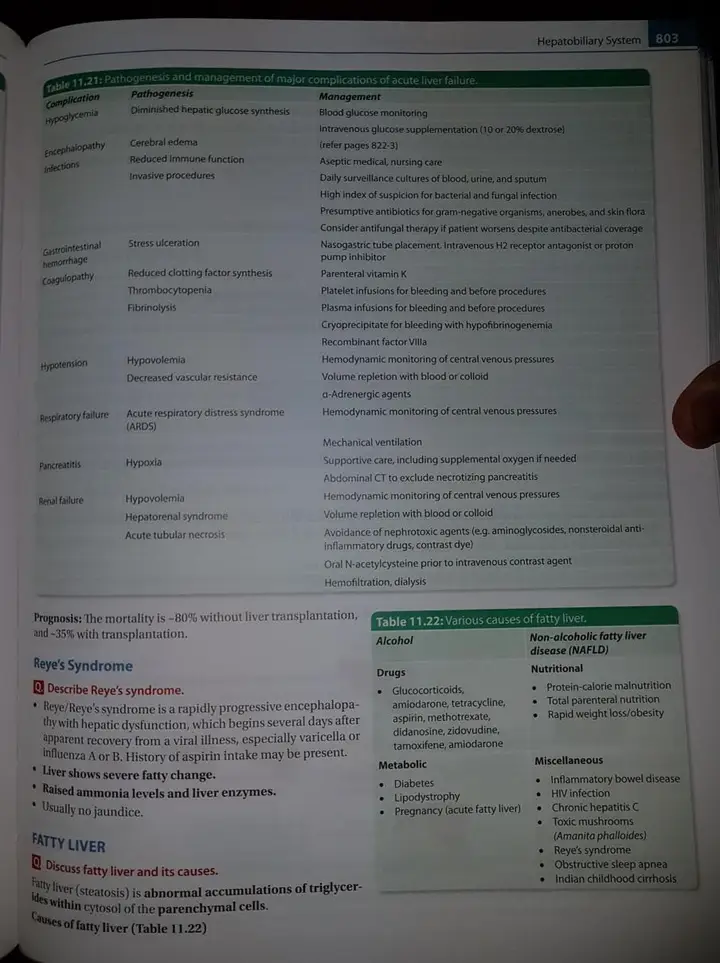 Hepatobiliary System 803
Table 11.21: Pathogenesis and management of major complications of acute liver failure.
Complication Pathogenesis Management
Hypoglycemia Diminished hepatic glucose synthesis Blood glucose monitoring
Intravenous glucose supplementation (10 or 20% dextrose)
Encephalopathy Cerebral edema (refer pages 822-3)
Infections Reduced immune function Aseptic medical, nursing care
Invasive procedures Daily surveillance cultures of blood, urine, and sputum
High index of suspicion for bacterial and fungal infection
Presumptive antibiotics for gram-negative organisms, anerobes, and skin flora
Consider antifungal therapy if patient worsens despite antibacterial coverage
Gastrointestinal Stress ulceration Nasogastric tube placement. Intravenous H2 receptor antagonist or proton
hemorrhage pump inhibitor
Coagulopathy Reduced clotting factor synthesis Parenteral vitamin K
Thrombocytopenia Platelet infusions for bleeding and before procedures
Fibrinolysis Plasma infusions for bleeding and before procedures
Cryoprecipitate for bleeding with hypofibrinogenemia
Recombinant factor VIIIa
Hypotension Hypovolemia Hemodynamic monitoring of central venous pressures
Decreased vascular resistance Volume repletion with blood or colloid
α-Adrenergic agents
Respiratory failure Acute respiratory distress syndrome Hemodynamic monitoring of central venous pressures
(ARDS)
Mechanical ventilation
Pancreatitis Hypoxia Supportive care, including supplemental oxygen if needed
Abdominal CT to exclude necrotizing pancreatitis
Renal failure Hypovolemia Hemodynamic monitoring of central venous pressures
Hepatorenal syndrome Volume repletion with blood or colloid
Acute tubular necrosis Avoidance of nephrotoxic agents (e.g. aminoglycosides, nonsteroidal anti-
inflammatory drugs, contrast dye)
Oral N-acetylcysteine prior to intravenous contrast agent
Hemofiltration, dialysis
Prognosis: The mortality is ~80% without liver transplantation,
and ~35% with transplantation.
Reye's Syndrome
Q Describe Reye's syndrome.
• Reye/Reye's syndrome is a rapidly progressive encephalopa-
thy with hepatic dysfunction, which begins several days after
apparent recovery from a viral illness, especially varicella or
influenza A or B. History of aspirin intake may be present.
• Liver shows severe fatty change.
• Raised ammonia levels and liver enzymes.
• Usually no jaundice.
FATTY LIVER
Q Discuss fatty liver and its causes.
Fatty liver (steatosis) is abnormal accumulations of triglycer-
ides within cytosol of the parenchymal cells.
Causes of fatty liver (Table 11.22)
Table 11.22: Various causes of fatty liver.
Alcohol
Drugs
• Glucocorticoids,
amiodarone, tetracycline,
aspirin, methotrexate,
didanosine, zidovudine,
tamoxifene, amiodarone
Metabolic
• Diabetes
• Lipodystrophy
• Pregnancy (acute fatty liver)
Non-alcoholic fatty liver
disease (NAFLD)
Nutritional
• Protein-calorie malnutrition
• Total parenteral nutrition
• Rapid weight loss/obesity
Miscellaneous
• Inflammatory bowel disease
• HIV infection
• Chronic hepatitis C
• Toxic mushrooms
(Amanita phalloides)
• Reye's syndrome
• Obstructive sleep apnea
• Indian childhood cirrhosis